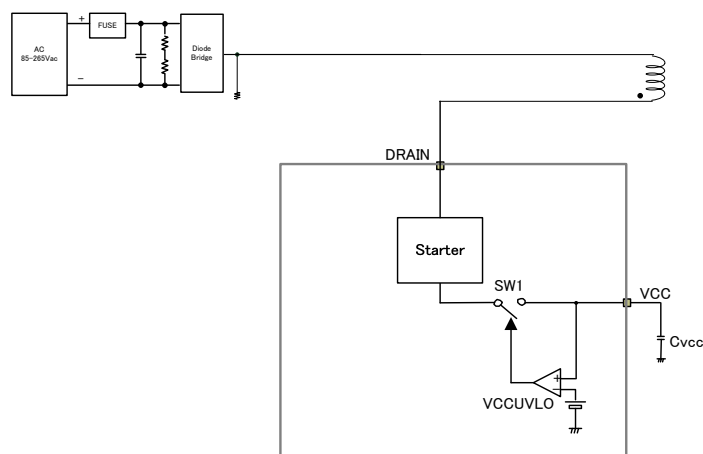 +
FUSE
AC
85-265Vac
Diode
Bridge
-
DRAIN
Starter
SW1
VCC
Cvcc
+
-
VCCUVLO